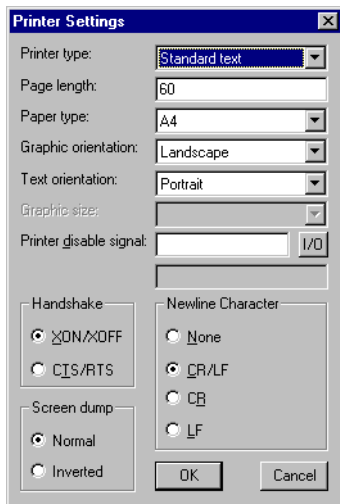 Printer Settings
Printer type: Standard text
Page length: 60
Paper type: A4
Graphic orientation: Landscape
Text orientation: Portrait
Graphic size:
Printer disable signal: I/O
Handshake
XON/XOFF
CTS/RTS
Screen dump
Normal
Inverted
Newline Character
None
CR/LF
CR
LF
OK Cancel